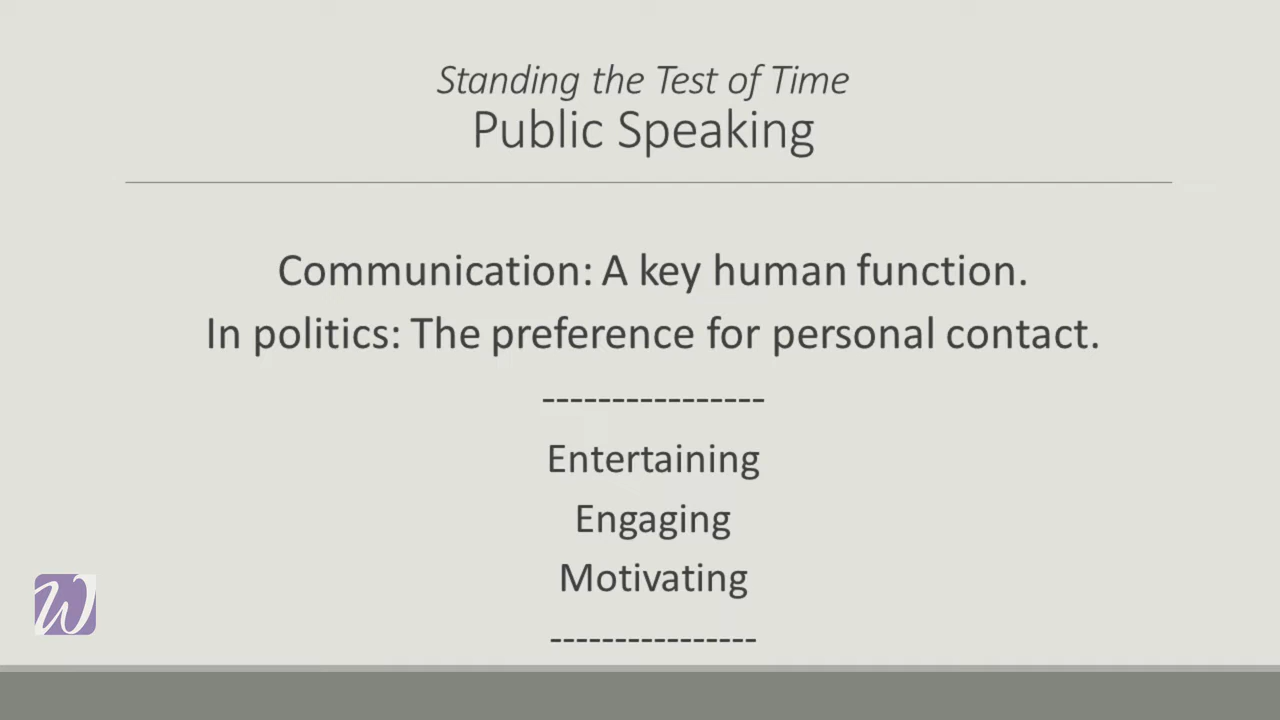 Standing the Test of Time
Public Speaking
Communication: A key human function.
In politics: The preference for personal contact.
----------------
Entertaining
Engaging
Motivating
----------------
W